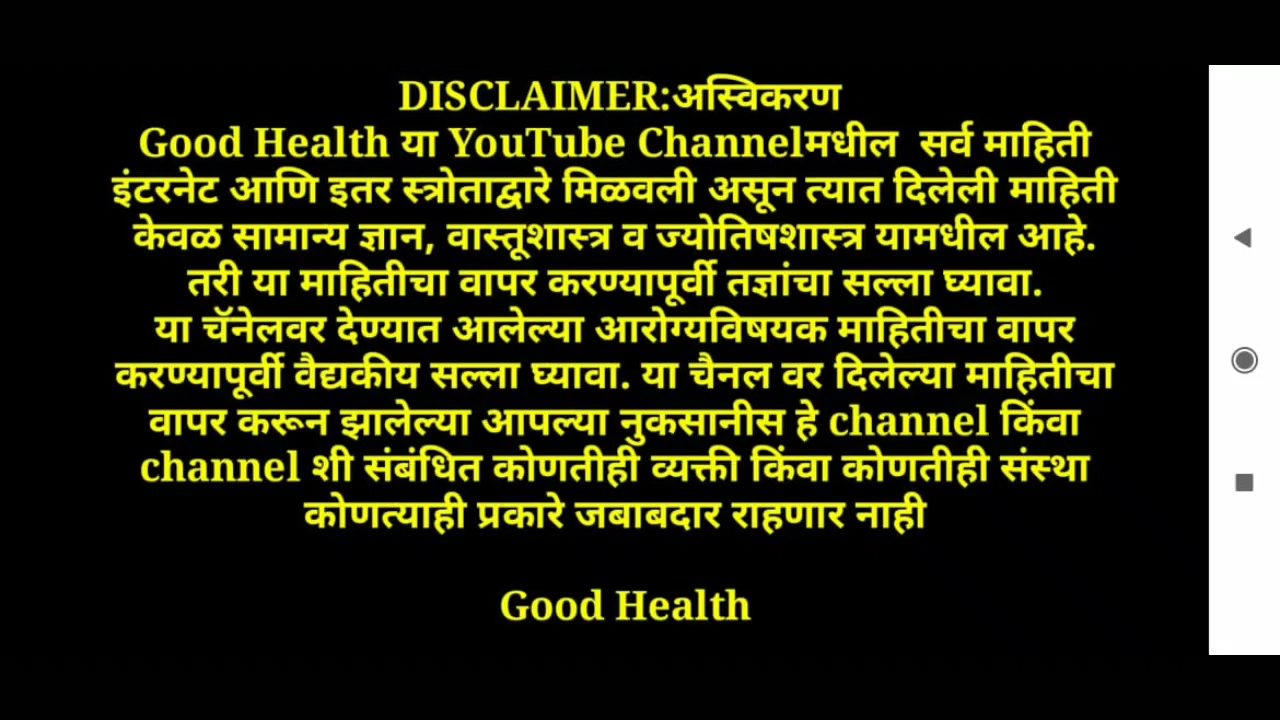 DISCLAIMER:अस्विकरण
Good Health या YouTube Channelमधील सर्व माहिती
इंटरनेट आणि इतर स्त्रोताद्वारे मिळवली असून त्यात दिलेली माहिती
केवळ सामान्य ज्ञान, वास्तूशास्त्र व ज्योतिषशास्त्र यामधील आहे.
तरी या माहितीचा वापर करण्यापूर्वी तज्ञांचा सल्ला घ्यावा.
या चॅनेलवर देण्यात आलेल्या आरोग्यविषयक माहितीचा वापर
करण्यापूर्वी वैद्यकीय सल्ला घ्यावा. या चैनल वर दिलेल्या माहितीचा
वापर करून झालेल्या आपल्या नुकसानीस हे channel किंवा
channel शी संबंधित कोणतीही व्यक्ती किंवा कोणतीही संस्था
कोणत्याही प्रकारे जबाबदार राहणार नाही
Good Health